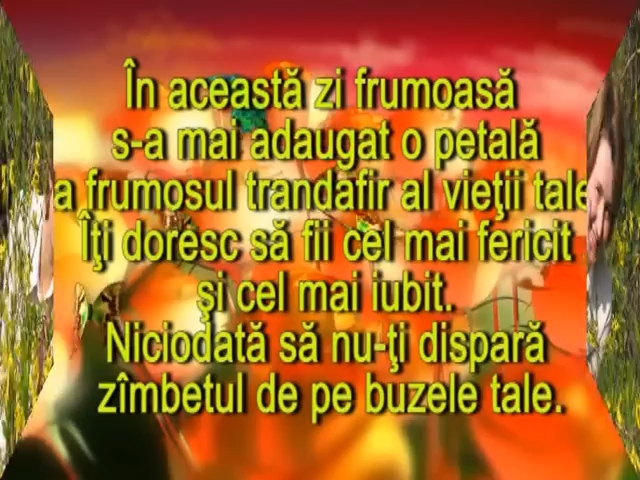 În această zi frumoasă
s-a mai adaugat o petală
a frumosul trandafir al vieţii tale
Îţi doresc să fii cel mai fericit
şi cel mai iubit.
Niciodată să nu-ţi dispară
zîmbetul de pe buzele tale.